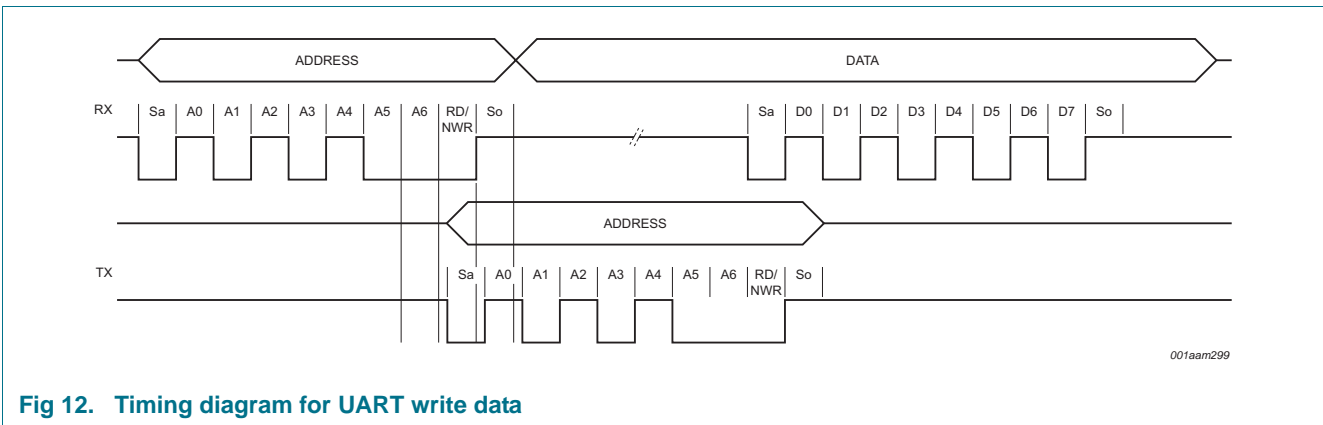 ADDRESS DATA
RX Sa A0 A1 A2 A3 A4 A5 A6 RD/ So Sa D0 D1 D2 D3 D4 D5 D6 D7 So
NWR
ADDRESS
TX Sa A0 A1 A2 A3 A4 A5 A6 RD/ So
NWR
001aam299
Fig 12. Timing diagram for UART write data